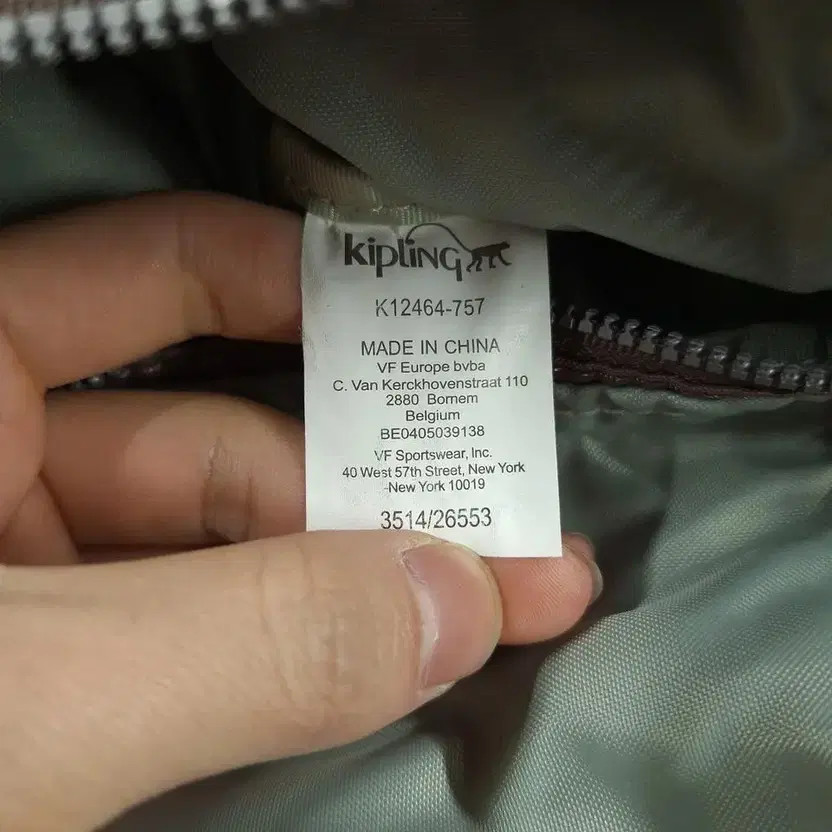 kipling
K12464-757
MADE IN CHINA
VF Europe bvba
C. Van Kerckhovenstraat 110
2880 Bornem
Belgium
BE0405039138
VF Sportswear, Inc.
40 West 57th Street, New York
-New York 10019
3514/26553